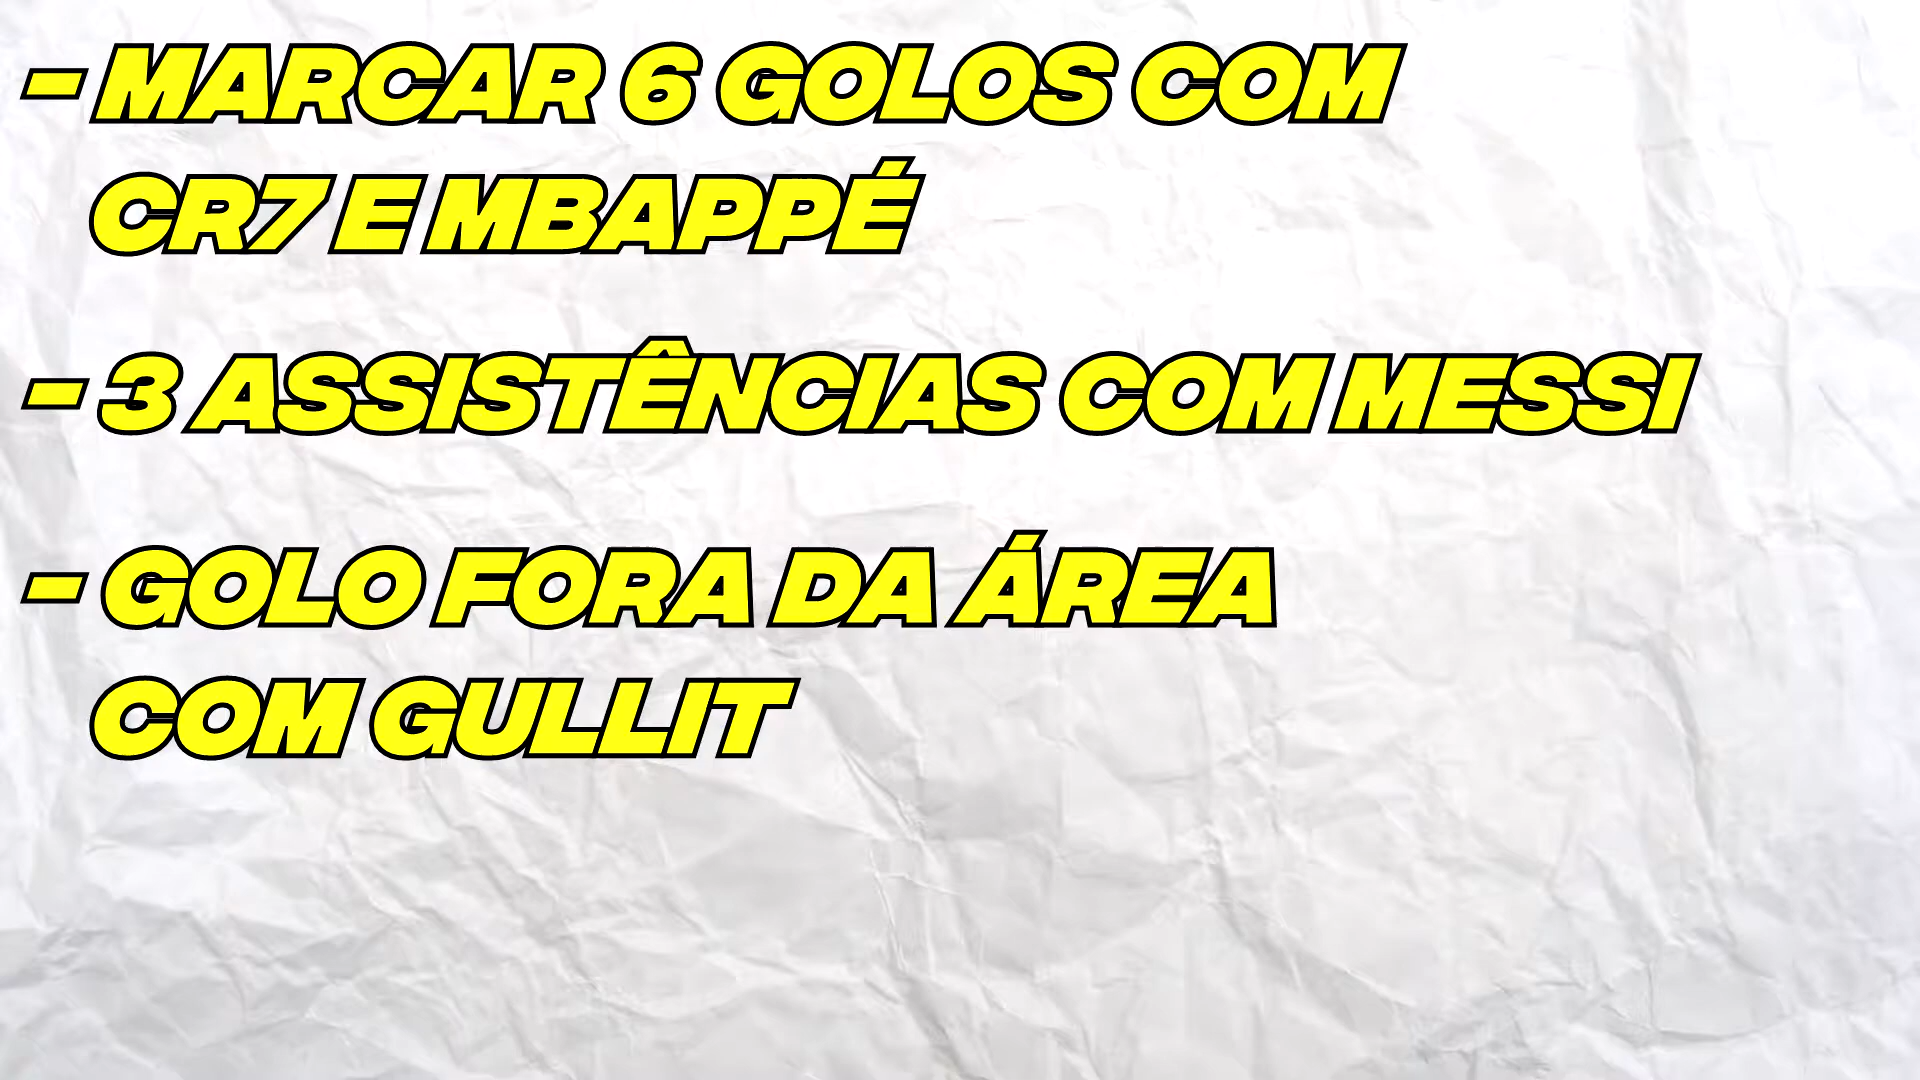 - MARCAR 6 GOLOS COM
CR7 E MBAPPÉ
- 3 ASSISTÊNCIAS COM MESSI
- GOLO FORA DA ÁREA
COM GULLIT